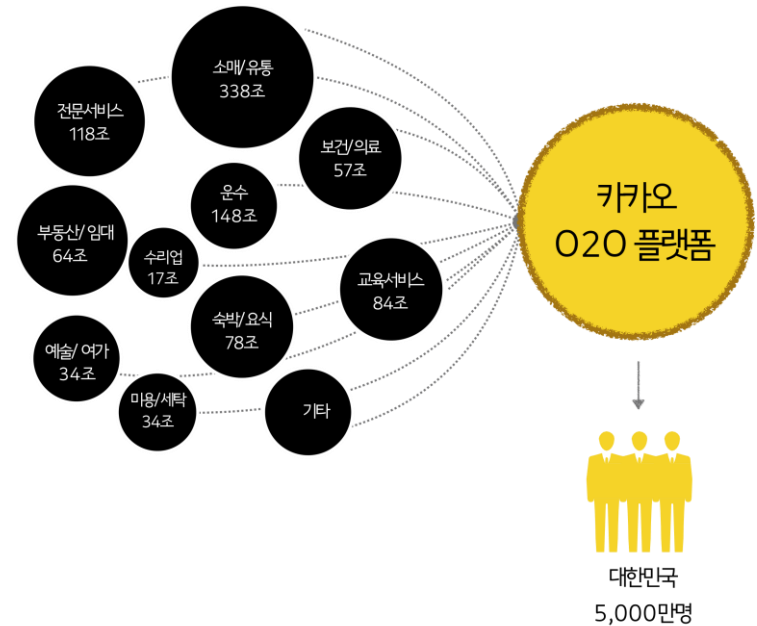 소매/유통
338조
전문서비스
118조
보건/의료
57조
운수
148조
부동산/임대
64조
수리업
17조
교육서비스
84조
숙박/요식
78조
예술/여가
34조
미용/세탁
34조
기타
카카오
O2O 플랫폼
대한민국
5,000만명